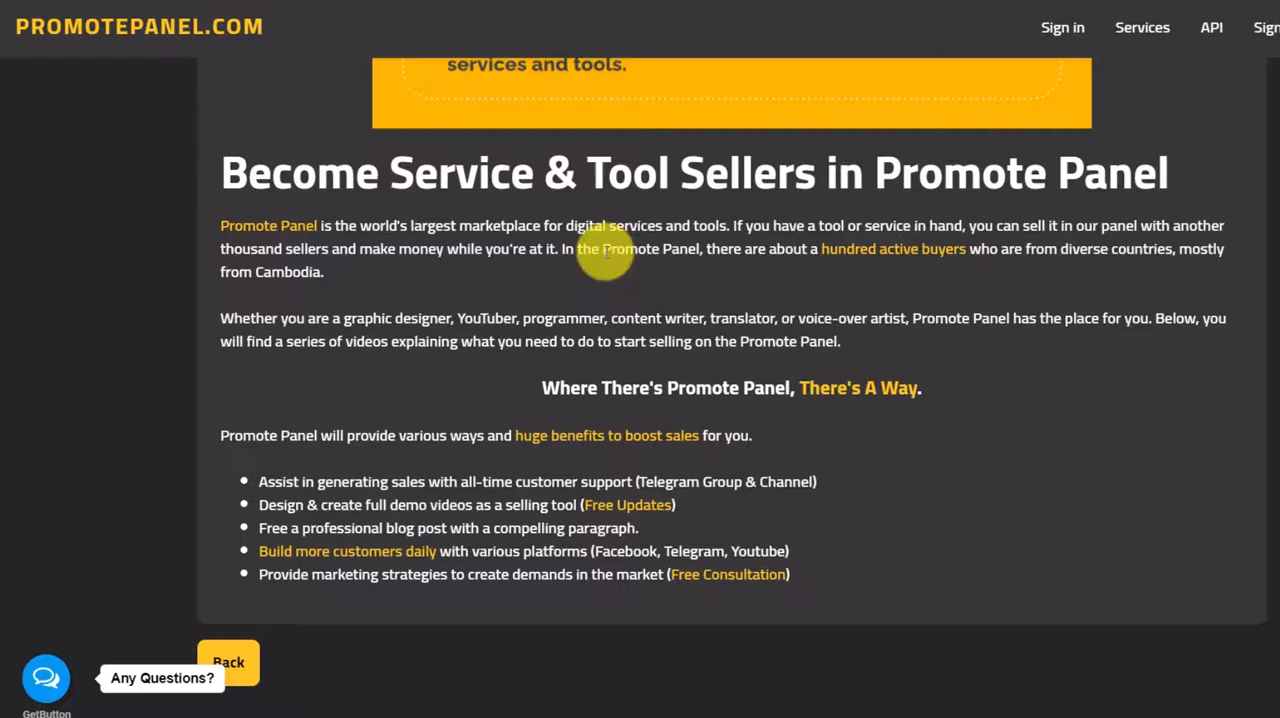 PROMOTEPANEL.COM
Sign in
Services
API
Sign
services and tools.
Become Service & Tool Sellers in Promote Panel
Promote Panel is the world's largest marketplace for digital services and tools. If you have a tool or service in hand, you can sell it in our panel with another
thousand sellers and make money while you're at it. In the Promote Panel, there are about a hundred active buyers who are from diverse countries, mostly
from Cambodia.
Whether you are a graphic designer, YouTuber, programmer, content writer, translator, or voice-over artist, Promote Panel has the place for you. Below, you
will find a series of videos explaining what you need to do to start selling on the Promote Panel.
Where There's Promote Panel, There's A Way.
Promote Panel will provide various ways and huge benefits to boost sales for you.
Assist in generating sales with all-time customer support (Telegram Group & Channel)
Design & create full demo videos as a selling tool (Free Updates)
Free a professional blog post with a compelling paragraph.
Build more customers daily with various platforms (Facebook, Telegram, Youtube)
Provide marketing strategies to create demands in the market (Free Consultation)
Back
Any Questions?
GetButton